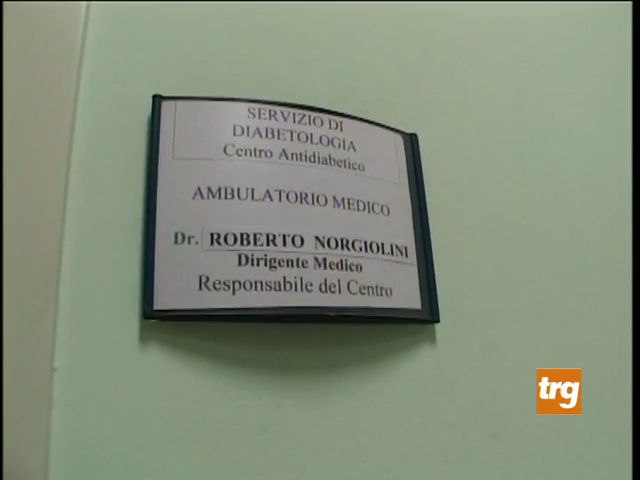 SERVIZIO DI
DIABETOLOGIA
Centro Antidiabetico
AMBULATORIO MEDICO
Dr. ROBERTO NORGIOLINI
Dirigente Medico
Responsabile del Centro
trg